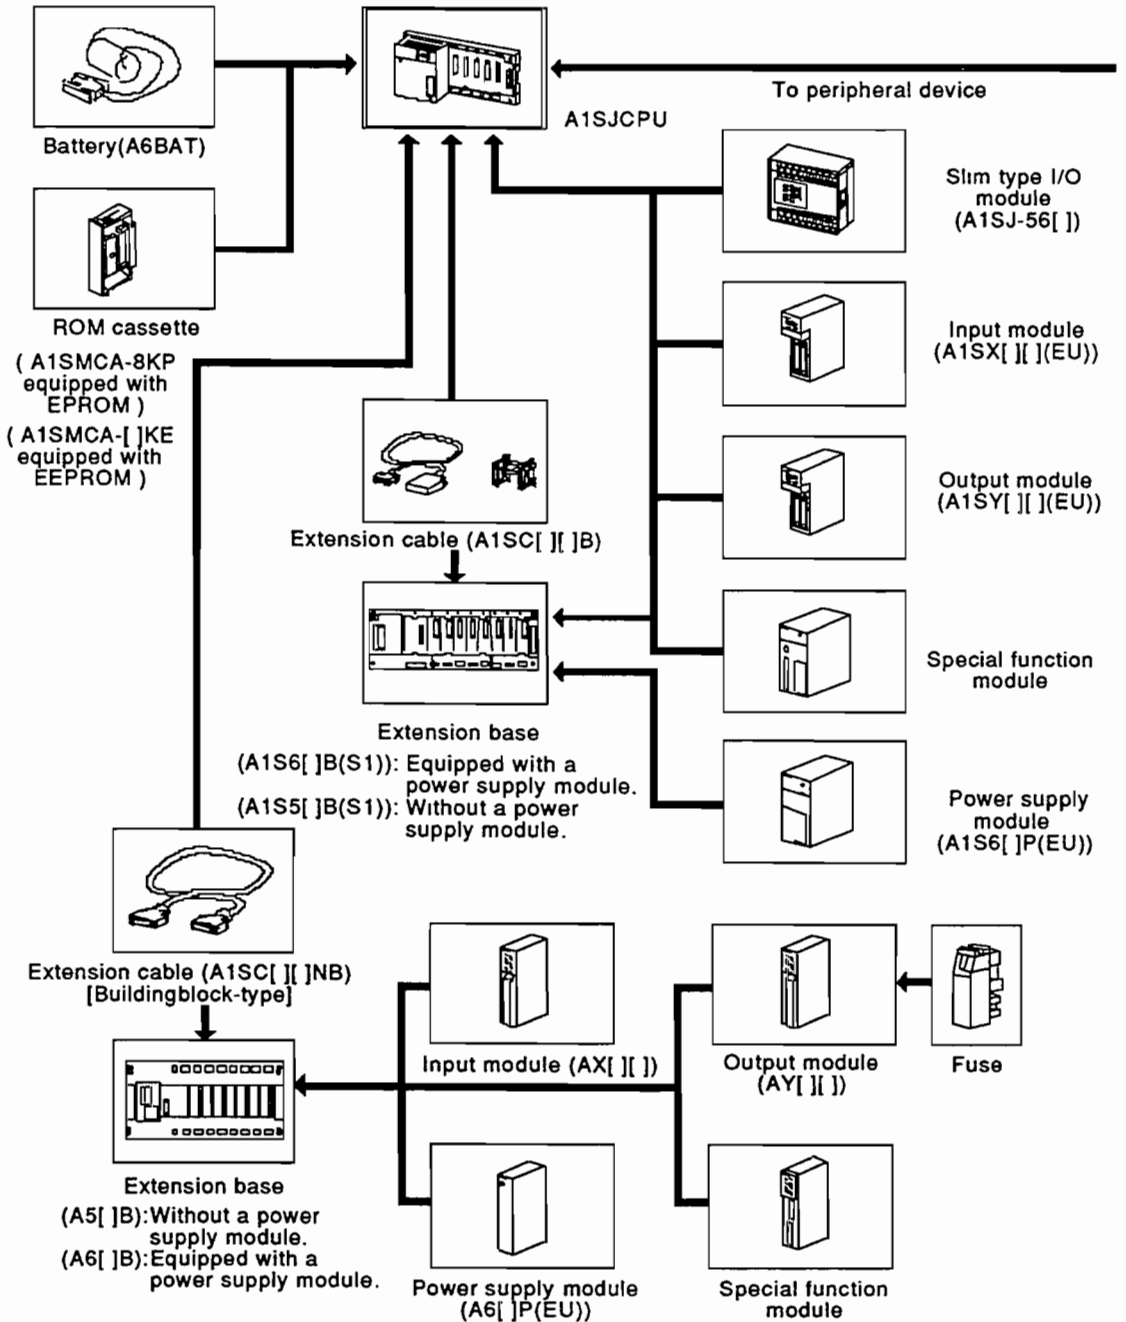 Battery(A6BAT)
A1SJCPU
To peripheral device
Slim type I/O
module
(A1SJ-56[ ])
ROM cassette
( A1SMCA-8KP
equipped with
EPROM )
( A1SMCA-[ ]KE
equipped with
EEPROM )
Input module
(A1SX[ ][ ](EU))
Output module
(A1SY[ ][ ](EU))
Extension cable (A1SC[ ][ ]B)
Special function
module
Extension base
(A1S6[ ]B(S1)): Equipped with a
power supply module.
(A1S5[ ]B(S1)): Without a power
supply module.
Power supply
module
(A1S6[ ]P(EU))
Extension cable (A1SC[ ][ ]NB)
[Buildingblock-type]
Input module (AX[ ][ ])
Output module
(AY[ ][ ])
Fuse
Extension base
(A5[ ]B):Without a power
supply module.
(A6[ ]B):Equipped with a
power supply module.
Power supply module
(A6[ ]P(EU))
Special function
module